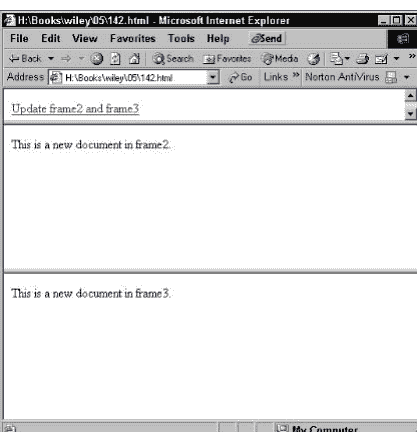 H:\Books\wiley\05\142.html - Microsoft Internet Explorer
File Edit View Favorites Tools Help Send
Back Search Favorites Media
Address H:\Books\wiley\05\142.html Go Links » Norton AntiVirus
Update frame2 and frame3
This is a new document in frame2.
This is a new document in frame3.
My Computer